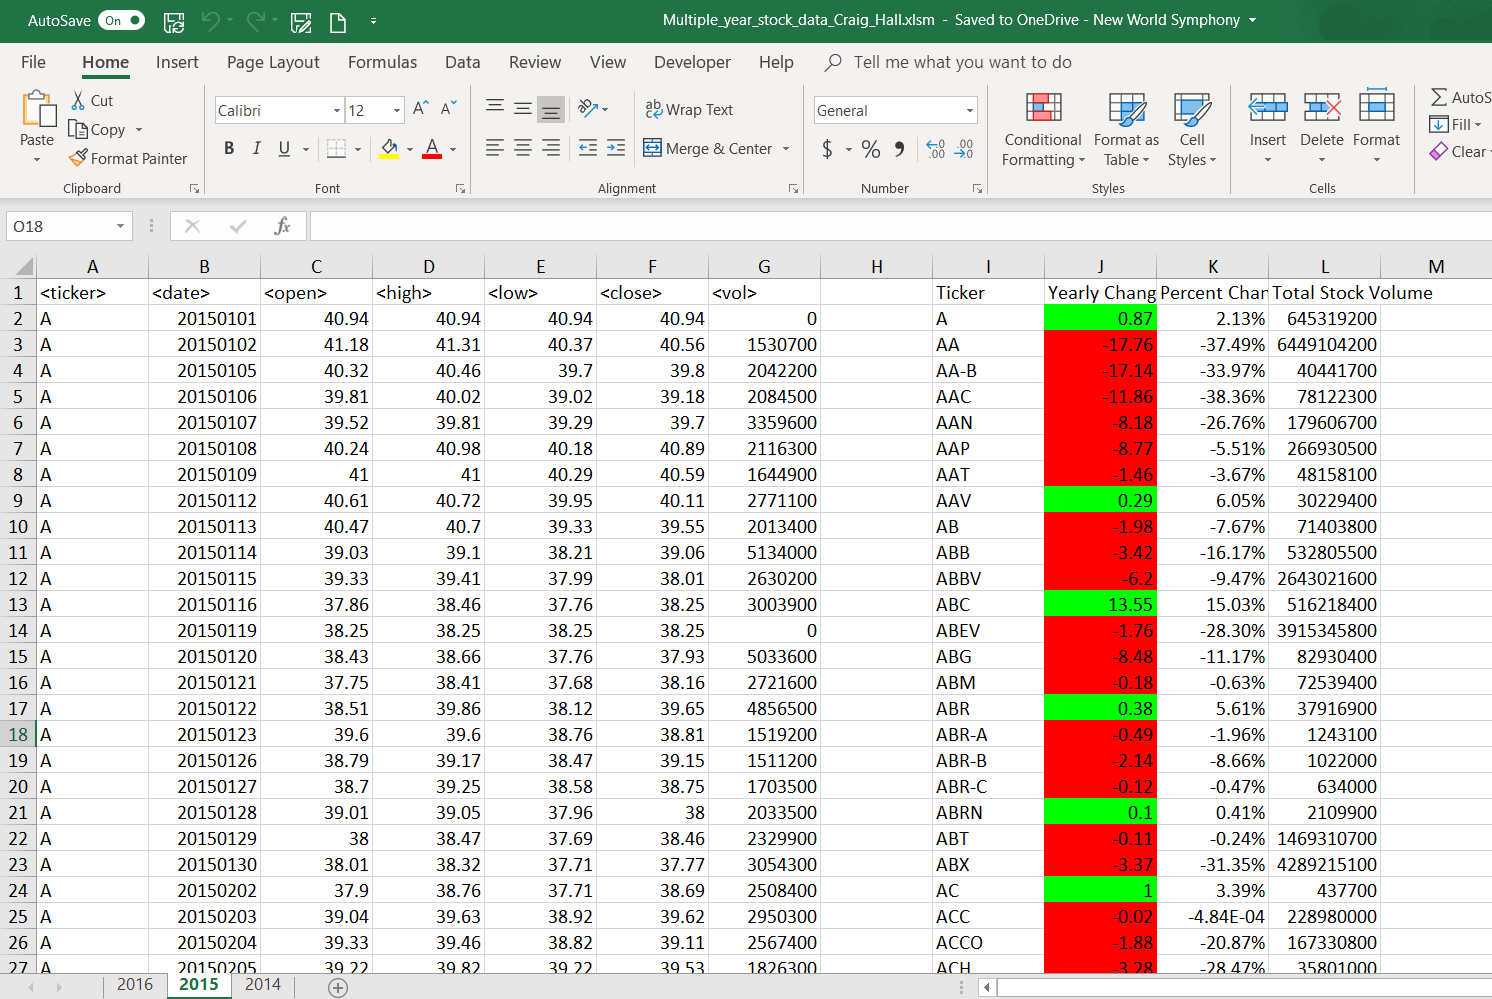 AutoSave On Multiple_year_stock_data_Craig_Hall.xlsm - Saved to OneDrive - New World Symphony
File Home Insert Page Layout Formulas Data Review View Developer Help Tell me what you want to do
Paste Cut Copy Format Painter Clipboard
Calibri 12 A A B I U A Font
ab Wrap Text Merge & Center Alignment
General $ % , Number
Conditional Formatting Format as Table Cell Styles Styles
Insert Delete Format Cells
AutoS Fill Clear
O18 fx
A B C D E F G H I J K L M
1 <ticker> <date> <open> <high> <low> <close> <vol> Ticker Yearly Chang Percent Chan Total Stock Volume
2 A 20150101 40.94 40.94 40.94 40.94 0 A 0.87 2.13% 645319200
3 A 20150102 41.18 41.31 40.37 40.56 1530700 AA -17.76 -37.49% 6449104200
4 A 20150105 40.32 40.46 39.7 39.8 2042200 AA-B -17.14 -33.97% 40441700
5 A 20150106 39.81 40.02 39.02 39.18 2084500 AAC -11.86 -38.36% 78122300
6 A 20150107 39.52 39.81 39.29 39.7 3359600 AAN -8.18 -26.76% 179606700
7 A 20150108 40.24 40.98 40.18 40.89 2116300 AAP -8.77 -5.51% 266930500
8 A 20150109 41 41 40.29 40.59 1644900 AAT -1.46 -3.67% 48158100
9 A 20150112 40.61 40.72 39.95 40.11 2771100 AAV 0.29 6.05% 30229400
10 A 20150113 40.47 40.7 39.33 39.55 2013400 AB -1.98 -7.67% 71403800
11 A 20150114 39.03 39.1 38.21 39.06 5134000 ABB -3.42 -16.17% 532805500
12 A 20150115 39.33 39.41 37.99 38.01 2630200 ABBV -6.2 -9.47% 2643021600
13 A 20150116 37.86 38.46 37.76 38.25 3003900 ABC 13.55 15.03% 516218400
14 A 20150119 38.25 38.25 38.25 38.25 0 ABEV -1.76 -28.30% 3915345800
15 A 20150120 38.43 38.66 37.76 37.93 5033600 ABG -8.48 -11.17% 82930400
16 A 20150121 37.75 38.41 37.68 38.16 2721600 ABM -0.18 -0.63% 72539400
17 A 20150122 38.51 39.86 38.12 39.65 4856500 ABR 0.38 5.61% 37916900
18 A 20150123 39.6 39.6 38.76 38.81 1519200 ABR-A -0.49 -1.96% 1243100
19 A 20150126 38.79 39.17 38.47 39.15 1511200 ABR-B -2.14 -8.66% 1022000
20 A 20150127 38.7 39.25 38.58 38.75 1703500 ABR-C -0.12 -0.47% 634000
21 A 20150128 39.01 39.05 37.96 38 2033500 ABRN 0.1 0.41% 2109900
22 A 20150129 38 38.47 37.69 38.46 2329900 ABT -0.11 -0.24% 1469310700
23 A 20150130 38.01 38.32 37.71 37.77 3054300 ABX -3.37 -31.35% 4289215100
24 A 20150202 37.9 38.76 37.71 38.69 2508400 AC 1 3.39% 437700
25 A 20150203 39.04 39.63 38.92 39.62 2950300 ACC -0.02 -4.84E-04 228980000
26 A 20150204 39.33 39.46 38.82 39.11 2567400 ACCO -1.88 -20.87% 167330800
27 A 20150205 39.22 39.82 39.22 39.53 1826300 ACH -3.28 -28.47% 35801000
2016 2015 2014